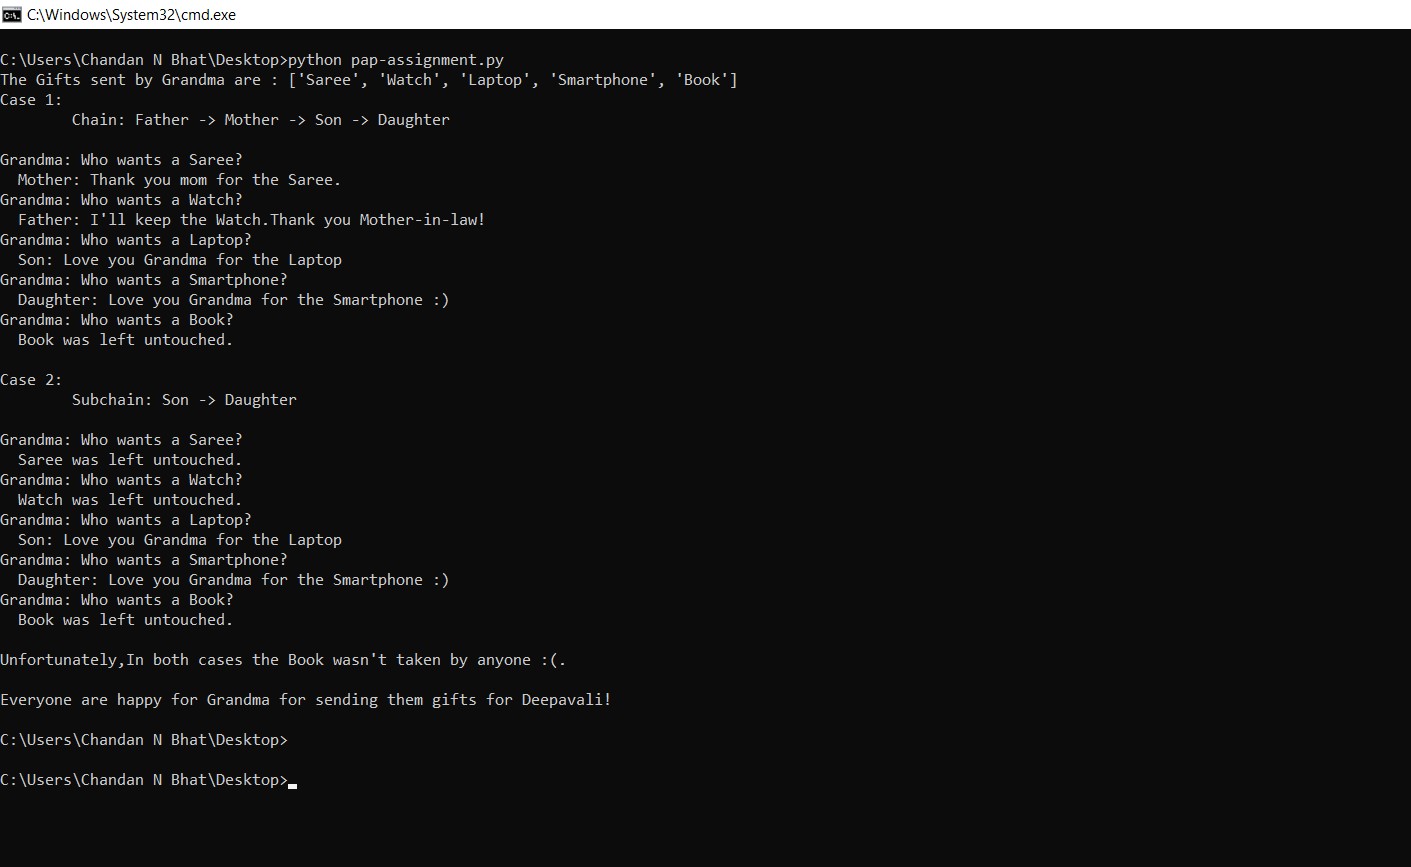 C:\Windows\System32\cmd.exe
C:\Users\Chandan N Bhat\Desktop>python pap-assignment.py
The Gifts sent by Grandma are : ['Saree', 'Watch', 'Laptop', 'Smartphone', 'Book']
Case 1:
Chain: Father -> Mother -> Son -> Daughter
Grandma: Who wants a Saree?
Mother: Thank you mom for the Saree.
Grandma: Who wants a Watch?
Father: I'll keep the Watch.Thank you Mother-in-law!
Grandma: Who wants a Laptop?
Son: Love you Grandma for the Laptop
Grandma: Who wants a Smartphone?
Daughter: Love you Grandma for the Smartphone :)
Grandma: Who wants a Book?
Book was left untouched.
Case 2:
Subchain: Son -> Daughter
Grandma: Who wants a Saree?
Saree was left untouched.
Grandma: Who wants a Watch?
Watch was left untouched.
Grandma: Who wants a Laptop?
Son: Love you Grandma for the Laptop
Grandma: Who wants a Smartphone?
Daughter: Love you Grandma for the Smartphone :)
Grandma: Who wants a Book?
Book was left untouched.
Unfortunately,In both cases the Book wasn't taken by anyone :(.
Everyone are happy for Grandma for sending them gifts for Deepavali!
C:\Users\Chandan N Bhat\Desktop>
C:\Users\Chandan N Bhat\Desktop>